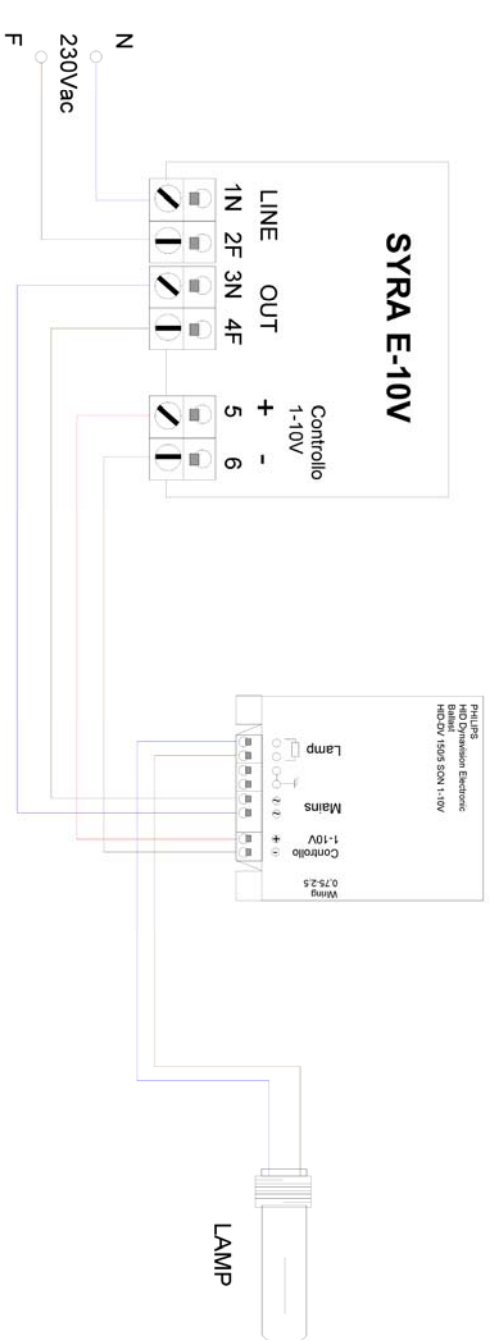 SYRA E-10V
LINE
OUT
Controllo
1-10V
+
-
1N
2F
3N
4F
5
6
N
230Vac
F
PHILIPS
HID Dynavision Electronic
Ballast
HID-DV 150/5 SON 1-10V
Lamp
Mains
1-10V
Controllo
+
-
Wiring
0,75-2,5
LAMP